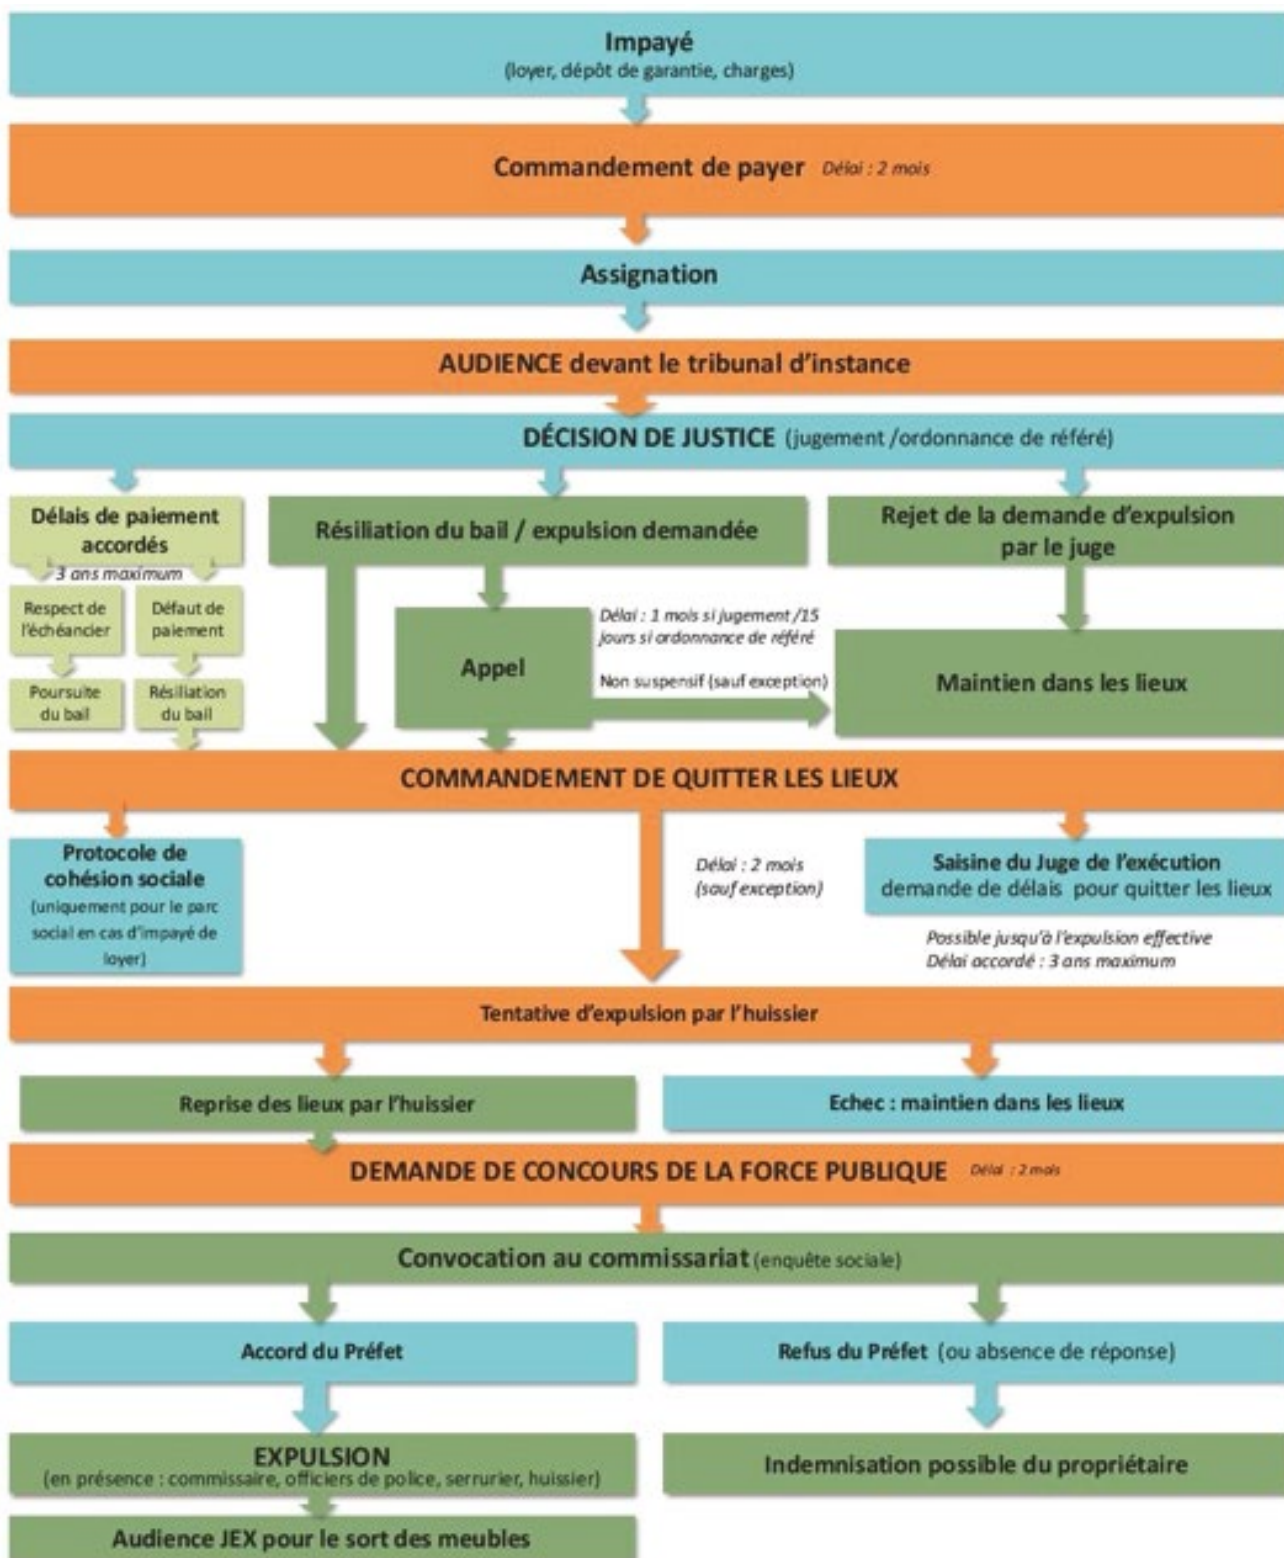 Impayé
(loyer, dépôt de garantie, charges)
Commandement de payer Délai : 2 mois
Assignation
AUDIENCE devant le tribunal d'instance
DÉCISION DE JUSTICE (jugement /ordonnance de référé)
Délais de paiement
accordés
3 ans maximum
Respect de
l'échéancier
Défaut de
paiement
Poursuite
du bail
Résiliation
du bail
Résiliation du bail / expulsion demandée
Appel
Délai : 1 mois si jugement /15
jours si ordonnance de référé
Non suspensif (sauf exception)
Rejet de la demande d'expulsion
par le juge
Maintien dans les lieux
COMMANDEMENT DE QUITTER LES LIEUX
Protocole de
cohésion sociale
(uniquement pour le parc
social en cas d'impayé de
loyer)
Délai : 2 mois
(sauf exception)
Saisine du Juge de l'exécution
demande de délais pour quitter les lieux
Possible jusqu'à l'expulsion effective
Délai accordé : 3 ans maximum
Tentative d'expulsion par l'huissier
Reprise des lieux par l'huissier
Echec : maintien dans les lieux
DEMANDE DE CONCOURS DE LA FORCE PUBLIQUE Délai : 2 mois
Convocation au commissariat (enquête sociale)
Accord du Préfet
Refus du Préfet (ou absence de réponse)
EXPULSION
(en présence : commissaire, officiers de police, serrurier, huissier)
Indemnisation possible du propriétaire
Audience JEX pour le sort des meubles